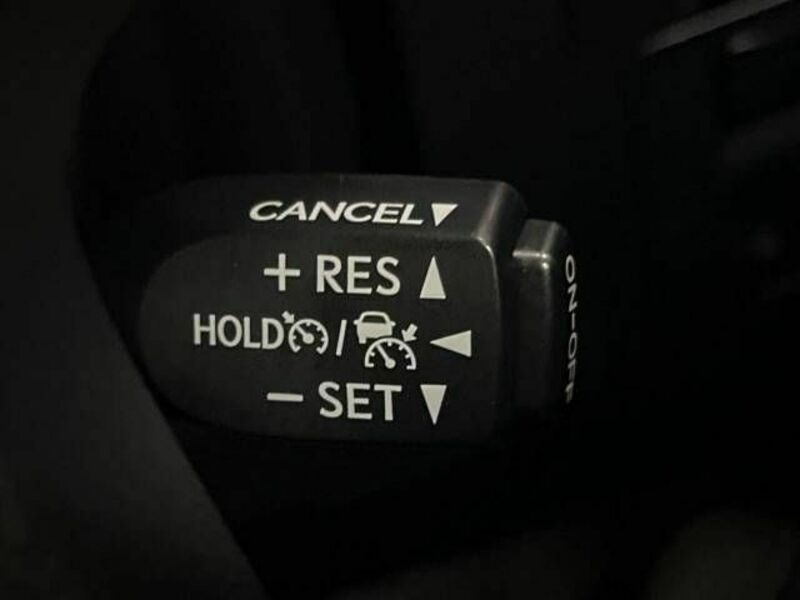 CANCEL▼
+ RES ▲
HOLD / ◀
− SET ▼
ON-OFF